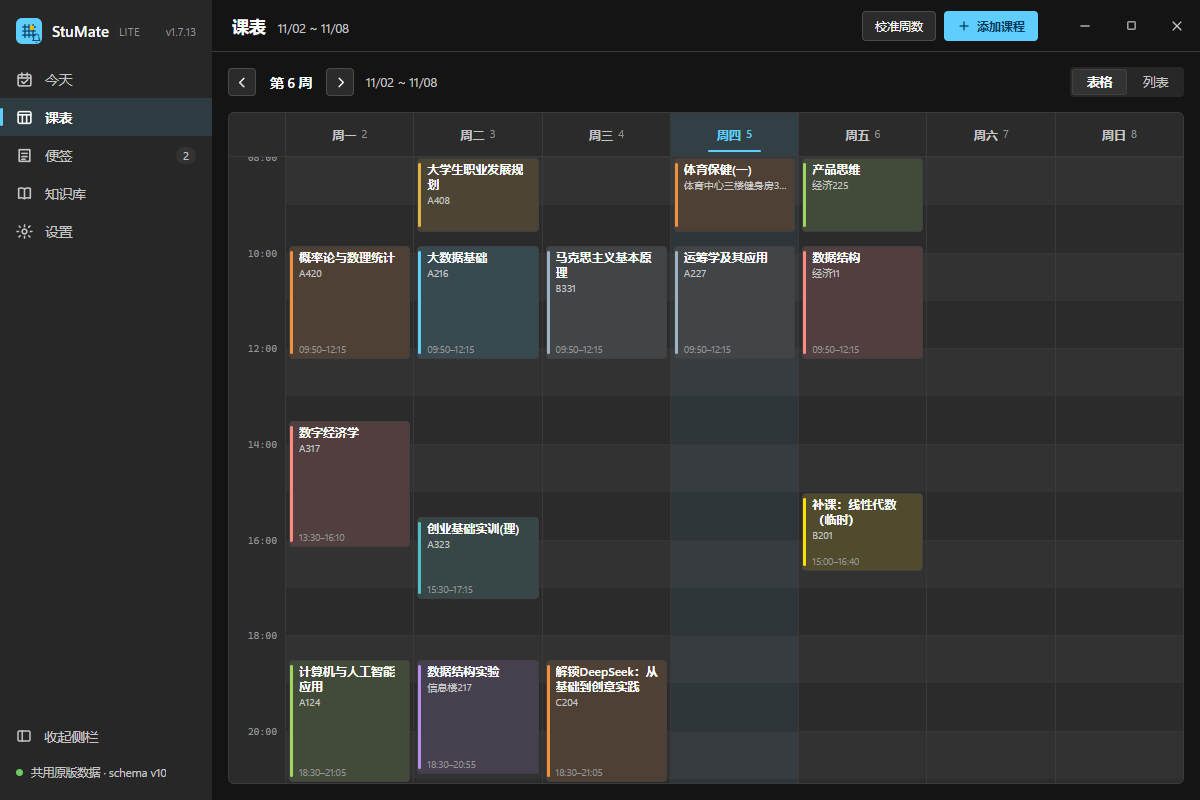 StuMate LITE v1.7.13
今天
课表
便签 2
知识库
设置
收起侧栏
共用原版数据 · schema v10
课表 11/02 ~ 11/08
校准周数
＋ 添加课程
第 6 周 11/02 ~ 11/08
表格 列表
周一 2 周二 3 周三 4 周四 5 周五 6 周六 7 周日 8
08:00
大学生职业发展规
划
A408
体育保健(一)
体育中心三楼健身房3...
产品思维
经济225
10:00
概率论与数理统计
A420
09:50–12:15
大数据基础
A216
09:50–12:15
马克思主义基本原
理
B331
09:50–12:15
运筹学及其应用
A227
09:50–12:15
数据结构
经济11
09:50–12:15
12:00
数字经济学
A317
13:30–16:10
14:00
创业基础实训(理)
A323
15:30–17:15
补课：线性代数
（临时）
B201
15:00–16:40
16:00
18:00
计算机与人工智能
应用
A124
18:30–21:05
数据结构实验
信息楼217
18:30–20:55
解锁DeepSeek：从
基础到创意实践
C204
18:30–21:05
20:00